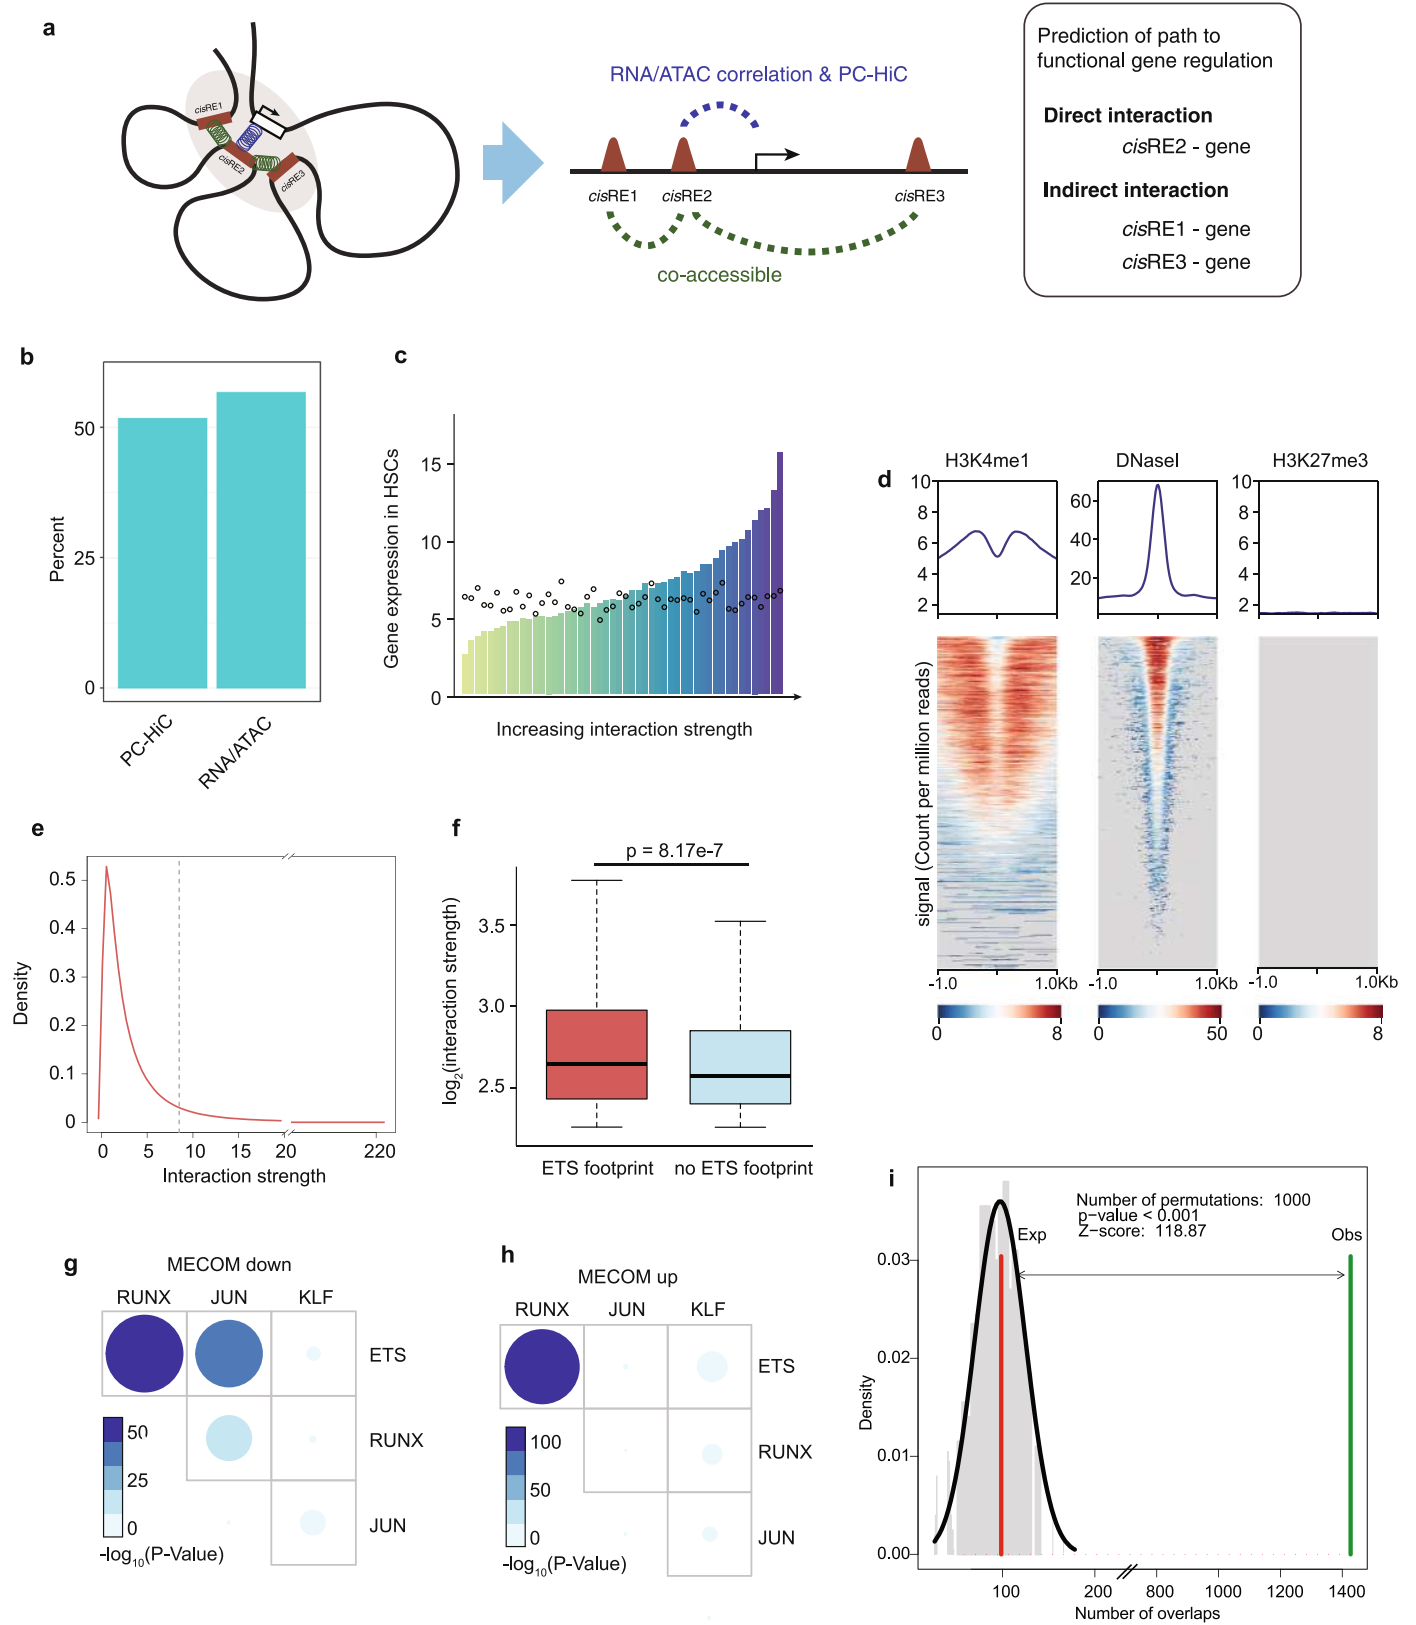 a
cisRE1
cisRE2
cisRE3
RNA/ATAC correlation & PC-HiC
cisRE1
cisRE2
cisRE3
co-accessible
Prediction of path to
functional gene regulation
Direct interaction
cisRE2 - gene
Indirect interaction
cisRE1 - gene
cisRE3 - gene
b
Percent
50
25
0
PC-HiC
RNA/ATAC
c
Gene expression in HSCs
15
10
5
0
Increasing interaction strength
d
H3K4me1
DNaseI
H3K27me3
10
8
6
4
2
60
40
20
10
8
6
4
2
signal (Count per million reads)
-1.0
1.0Kb
-1.0
1.0Kb
-1.0
1.0Kb
0
8
0
50
0
8
e
Density
0.5
0.4
0.3
0.2
0.1
0
0
5
10
15
20
220
Interaction strength
f
p = 8.17e-7
log2(interaction strength)
3.5
3.0
2.5
ETS footprint
no ETS footprint
g
MECOM down
RUNX
JUN
KLF
ETS
RUNX
JUN
50
25
0
-log10(P-Value)
h
MECOM up
RUNX
JUN
KLF
ETS
RUNX
JUN
100
50
0
-log10(P-Value)
i
Number of permutations: 1000
p−value < 0.001
Z−score: 118.87
Exp
Obs
Density
0.03
0.02
0.01
0.00
100
200
800
1000
1200
1400
Number of overlaps